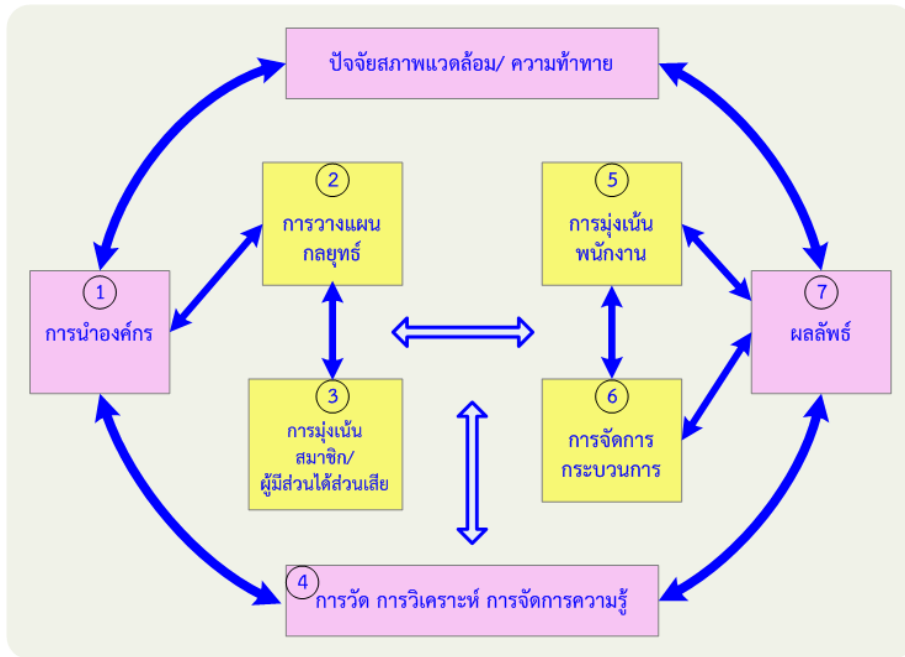 ปัจจัยสภาพแวดล้อม/ ความท้าทาย
1
การนำองค์กร
2
การวางแผน
กลยุทธ์
3
การมุ่งเน้น
สมาชิก/
ผู้มีส่วนได้ส่วนเสีย
5
การมุ่งเน้น
พนักงาน
6
การจัดการ
กระบวนการ
7
ผลลัพธ์
4
การวัด การวิเคราะห์ การจัดการความรู้